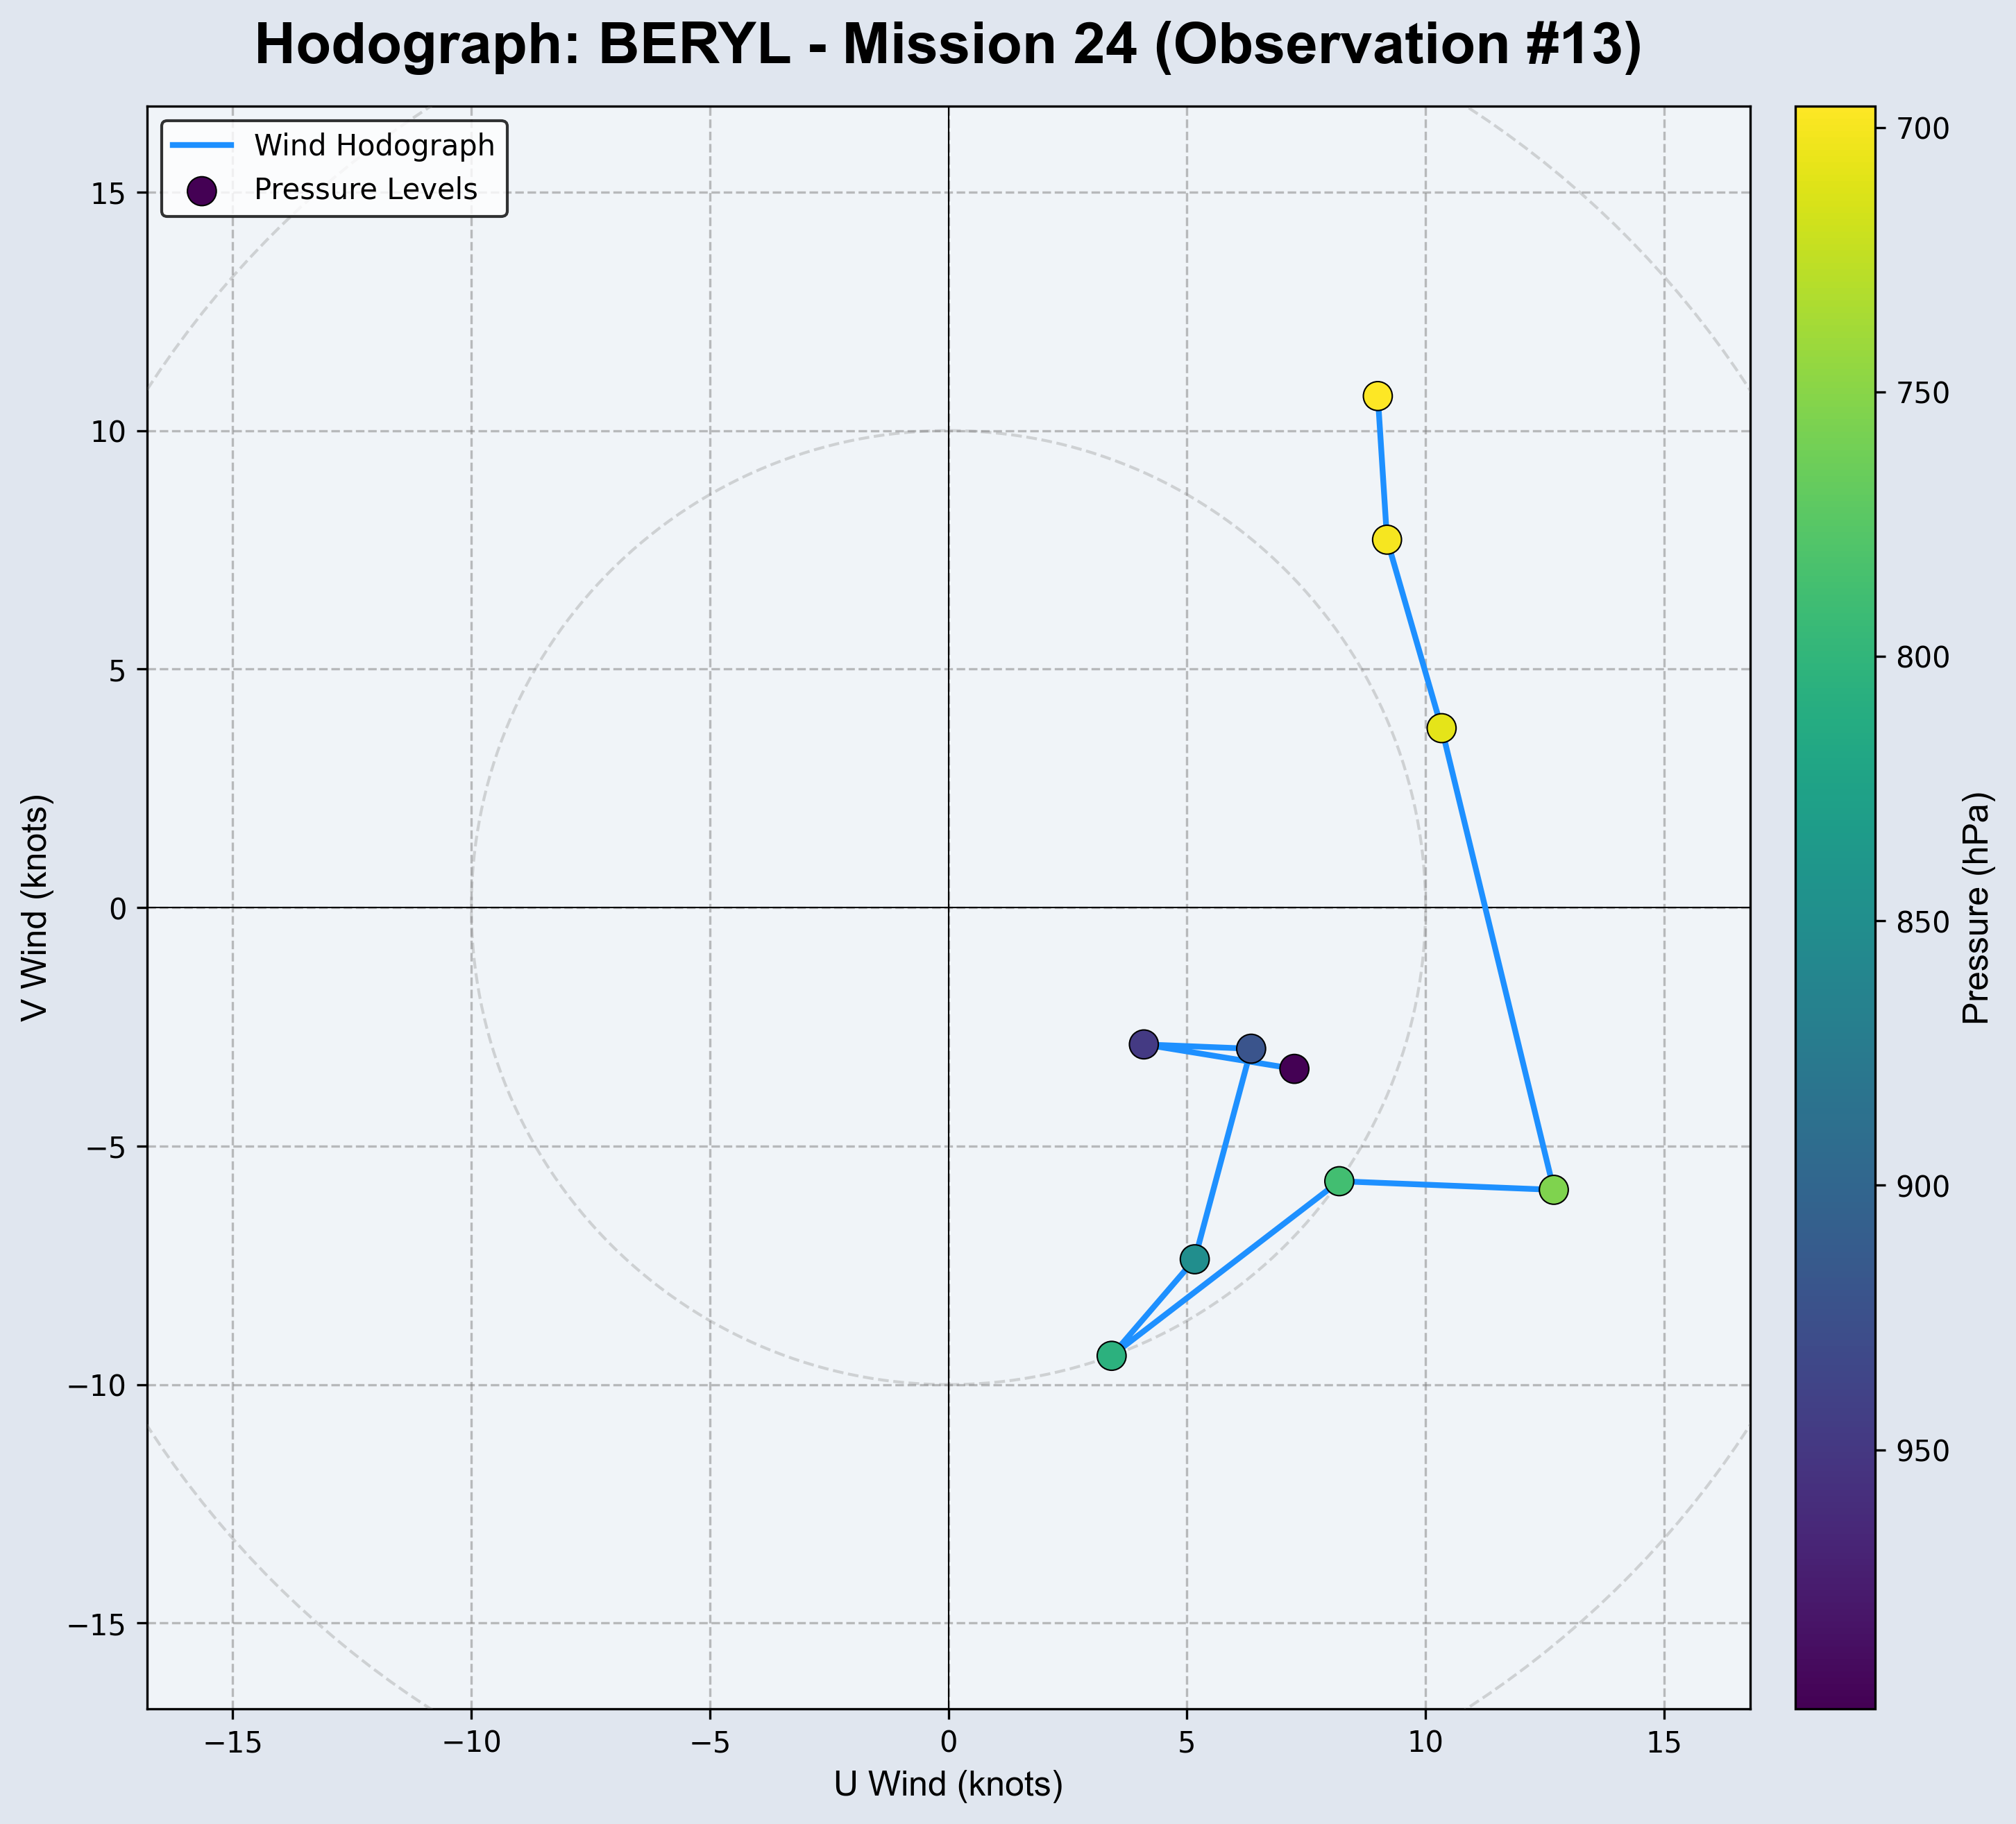 Hodograph: BERYL - Mission 24 (Observation #13)
Wind Hodograph
Pressure Levels
15
10
5
0
−5
−10
−15
V Wind (knots)
−15 −10 −5 0 5 10 15
U Wind (knots)
700
750
800
850
900
950
Pressure (hPa)